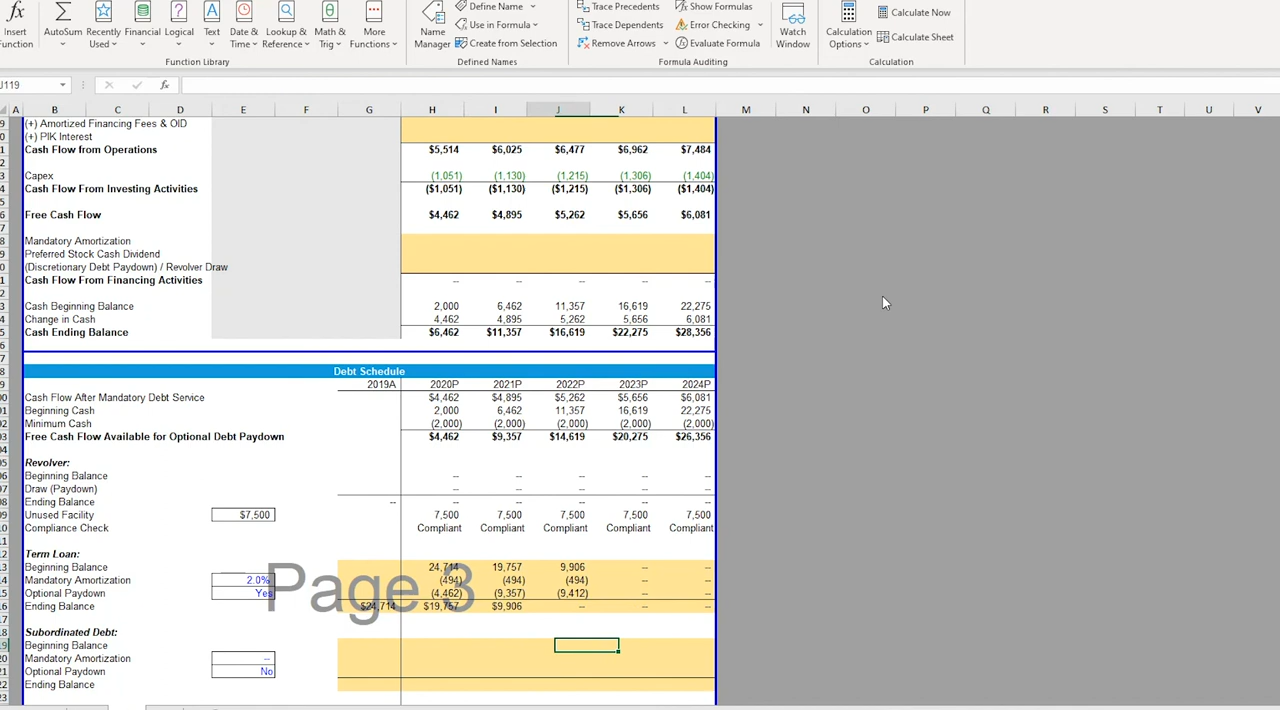 Insert Function AutoSum Recently Used Financial Logical Text Date & Time Lookup & Reference Math & Trig More Functions
Function Library
Name Manager Define Name Use in Formula Create from Selection
Defined Names
Trace Precedents Trace Dependents Remove Arrows Show Formulas Error Checking Evaluate Formula
Formula Auditing
Watch Window
Calculation Options Calculate Now Calculate Sheet
Calculation
J119 fx
A B C D E F G H I J K L M N O P Q R S T U V
(+) Amortized Financing Fees & OID
(+) PIK Interest
Cash Flow from Operations $5,514 $6,025 $6,477 $6,962 $7,484
Capex (1,051) (1,130) (1,215) (1,306) (1,404)
Cash Flow From Investing Activities ($1,051) ($1,130) ($1,215) ($1,306) ($1,404)
Free Cash Flow $4,462 $4,895 $5,262 $5,656 $6,081
Mandatory Amortization
Preferred Stock Cash Dividend
(Discretionary Debt Paydown) / Revolver Draw
Cash Flow From Financing Activities -- -- -- -- --
Cash Beginning Balance 2,000 6,462 11,357 16,619 22,275
Change in Cash 4,462 4,895 5,262 5,656 6,081
Cash Ending Balance $6,462 $11,357 $16,619 $22,275 $28,356
Debt Schedule
2019A 2020P 2021P 2022P 2023P 2024P
Cash Flow After Mandatory Debt Service $4,462 $4,895 $5,262 $5,656 $6,081
Beginning Cash 2,000 6,462 11,357 16,619 22,275
Minimum Cash (2,000) (2,000) (2,000) (2,000) (2,000)
Free Cash Flow Available for Optional Debt Paydown $4,462 $9,357 $14,619 $20,275 $26,356
Revolver:
Beginning Balance -- -- -- -- --
Draw (Paydown) -- -- -- -- --
Ending Balance -- -- -- -- -- --
Unused Facility $7,500 7,500 7,500 7,500 7,500 7,500
Compliance Check Compliant Compliant Compliant Compliant Compliant
Term Loan:
Beginning Balance 24,714 19,757 9,906 -- --
Mandatory Amortization 2.0% (494) (494) (494) -- --
Optional Paydown Yes (4,462) (9,357) (9,412) -- --
Ending Balance $24,714 $19,757 $9,906 -- -- --
Page 3
Subordinated Debt:
Beginning Balance
Mandatory Amortization --
Optional Paydown No
Ending Balance